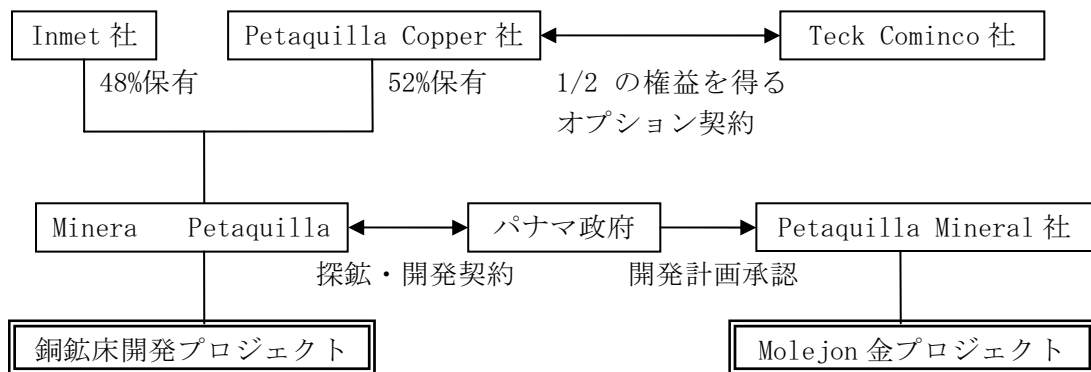 Inmet 社
Petaquilla Copper 社
Teck Cominco 社
48%保有
52%保有
1/2 の権益を得る
オプション契約
Minera Petaquilla
パナマ政府
Petaquilla Mineral 社
探鉱・開発契約
開発計画承認
銅鉱床開発プロジェクト
Molejon 金プロジェクト